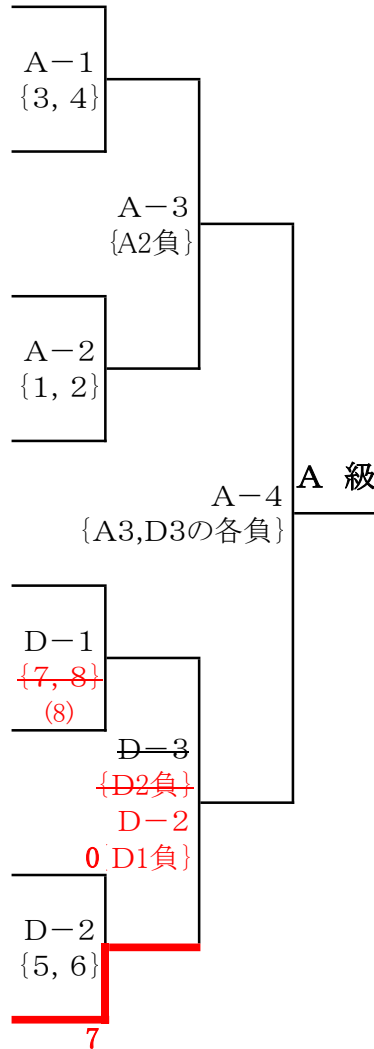 A－1
{3, 4}
A－3
{A2負}
A－2
{1, 2}
A 級
A－4
{A3,D3の各負}
D－1
{7, 8}
(8)
D－3
{D2負}
D－2
0 D1負}
D－2
{5, 6}
7